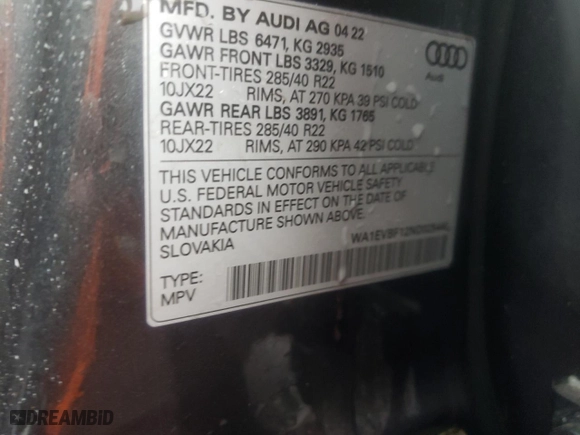 MFD. BY AUDI AG 04 22
GVWR LBS 6471, KG 2935
GAWR FRONT LBS 3329, KG 1510
FRONT-TIRES 285/40 R22
10JX22 RIMS, AT 270 KPA 39 PSI COLD
GAWR REAR LBS 3891, KG 1765
REAR-TIRES 285/40 R22
10JX22 RIMS, AT 290 KPA 42 PSI COLD
Audi
THIS VEHICLE CONFORMS TO ALL APPLICABLE
U.S. FEDERAL MOTOR VEHICLE SAFETY
STANDARDS IN EFFECT ON THE DATE OF
MANUFACTURE SHOWN ABOVE.
SLOVAKIA
TYPE:
MPV
DREAMBID